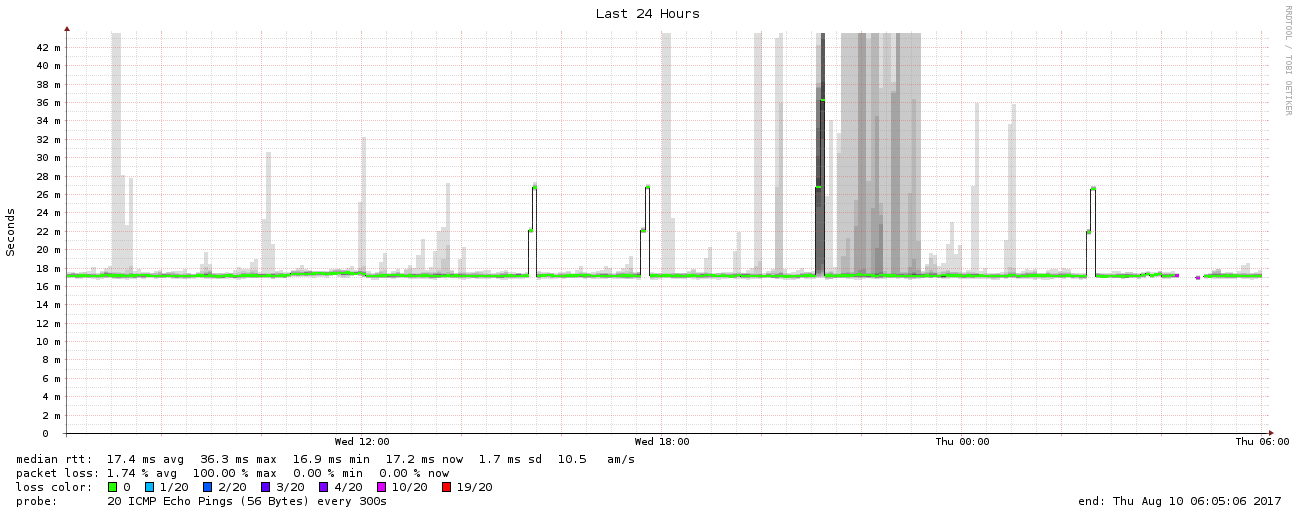 Last 24 Hours
RRDTOOL / TOBI OETIKER
Seconds
42 m
40 m
38 m
36 m
34 m
32 m
30 m
28 m
26 m
24 m
22 m
20 m
18 m
16 m
14 m
12 m
10 m
8 m
6 m
4 m
2 m
0
Wed 12:00 Wed 18:00 Thu 00:00 Thu 06:00
median rtt: 17.4 ms avg 36.3 ms max 16.9 ms min 17.2 ms now 1.7 ms sd 10.5 am/s
packet loss: 1.74 % avg 100.00 % max 0.00 % min 0.00 % now
loss color: 0 1/20 2/20 3/20 4/20 10/20 19/20
probe: 20 ICMP Echo Pings (56 Bytes) every 300s end: Thu Aug 10 06:05:06 2017